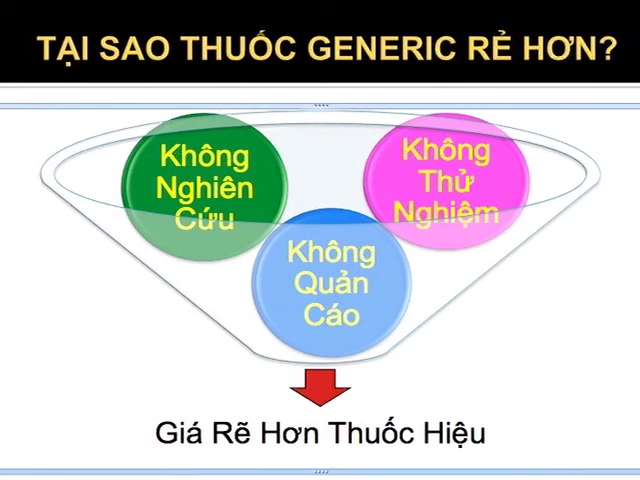 TẠI SAO THUỐC GENERIC RẺ HƠN?
Không
Nghiên
Cứu
Không
Thử
Nghiệm
Không
Quản
Cáo
Giá Rẽ Hơn Thuốc Hiệu